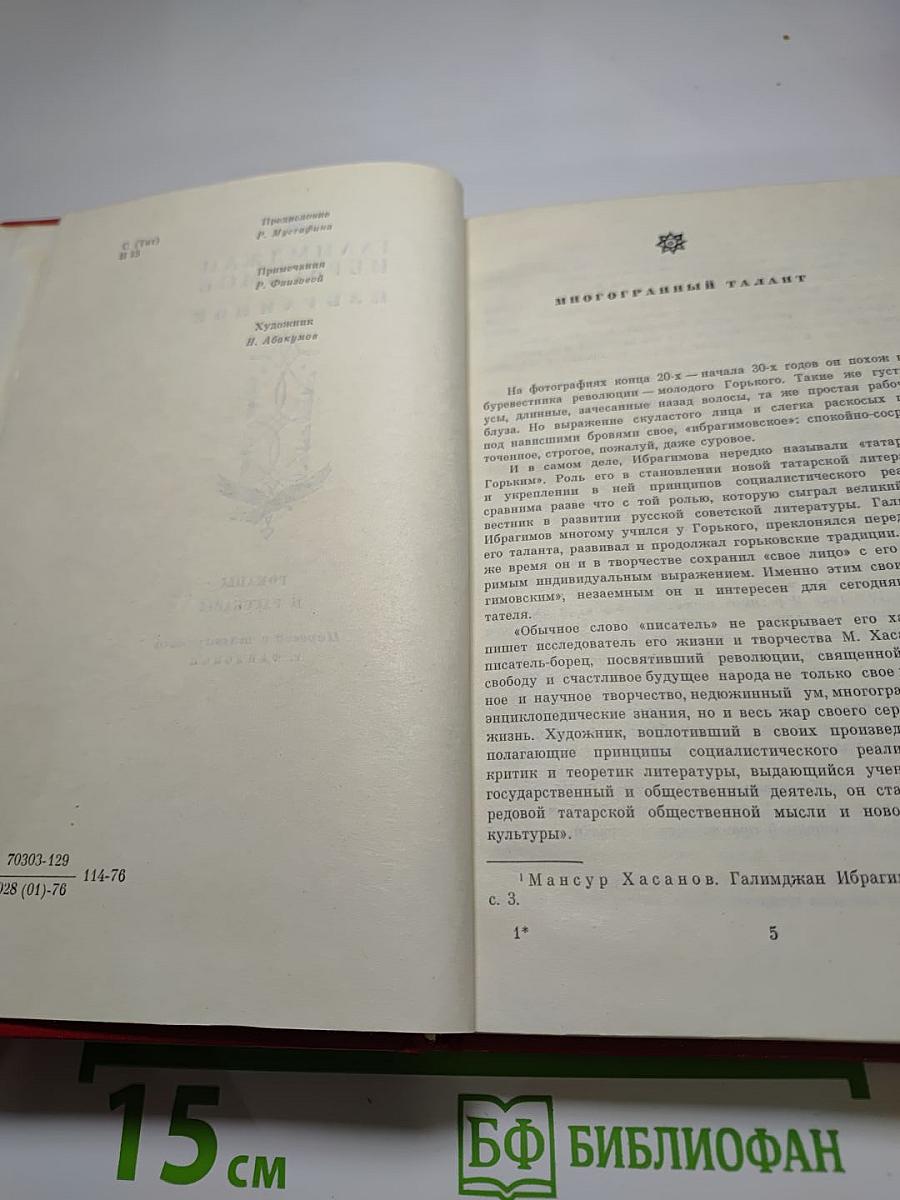 С (Тат)
И 15
Предисловие
Р. Мустафина
Примечания
Р. Фаизовой
Художник
Н. Абакумов
70303-129
028 (01)-76
114-76
МНОГОГРАННЫЙ ТАЛАНТ
На фотографиях конца 20-х — начала 30-х годов он похож
буревестника революции — молодого Горького. Такие же густ
усы, длинные, зачесанные назад волосы, та же простая рабоч
блуза. Но выражение скуластого лица и слегка раскосых г
под нависшими бровями свое, «ибрагимовское»: спокойно-соср
точенное, строгое, пожалуй, даже суровое.
И в самом деле, Ибрагимова нередко называли «татар
Горьким». Роль его в становлении новой татарской литера
и укреплении в ней принципов социалистического реа
сравнима разве что с той ролью, которую сыграл великий
вестник в развитии русской советской литературы. Гали
Ибрагимов многому учился у Горького, преклонялся перед
его таланта, развивал и продолжал горьковские традиции.
же время он и в творчестве сохранил «свое лицо» с его
римым индивидуальным выражением. Именно этим свои
гимовским», незаемным он и интересен для сегодняш
тателя.
«Обычное слово «писатель» не раскрывает его ха
пишет исследователь его жизни и творчества М. Хаса
писатель-борец, посвятивший революции, священной
свободу и счастливое будущее народа не только свое
ное и научное творчество, недюжинный ум, многогра
энциклопедические знания, но и весь жар своего сер
жизнь. Художник, воплотивший в своих произвед
полагающие принципы социалистического реали
критик и теоретик литературы, выдающийся учен
государственный и общественный деятель, он ста
редовой татарской общественной мысли и ново
культуры».
¹ Мансур Хасанов. Галимджан Ибраги
с. 3.
1*
5
15 см
БФ БИБЛИОФАН